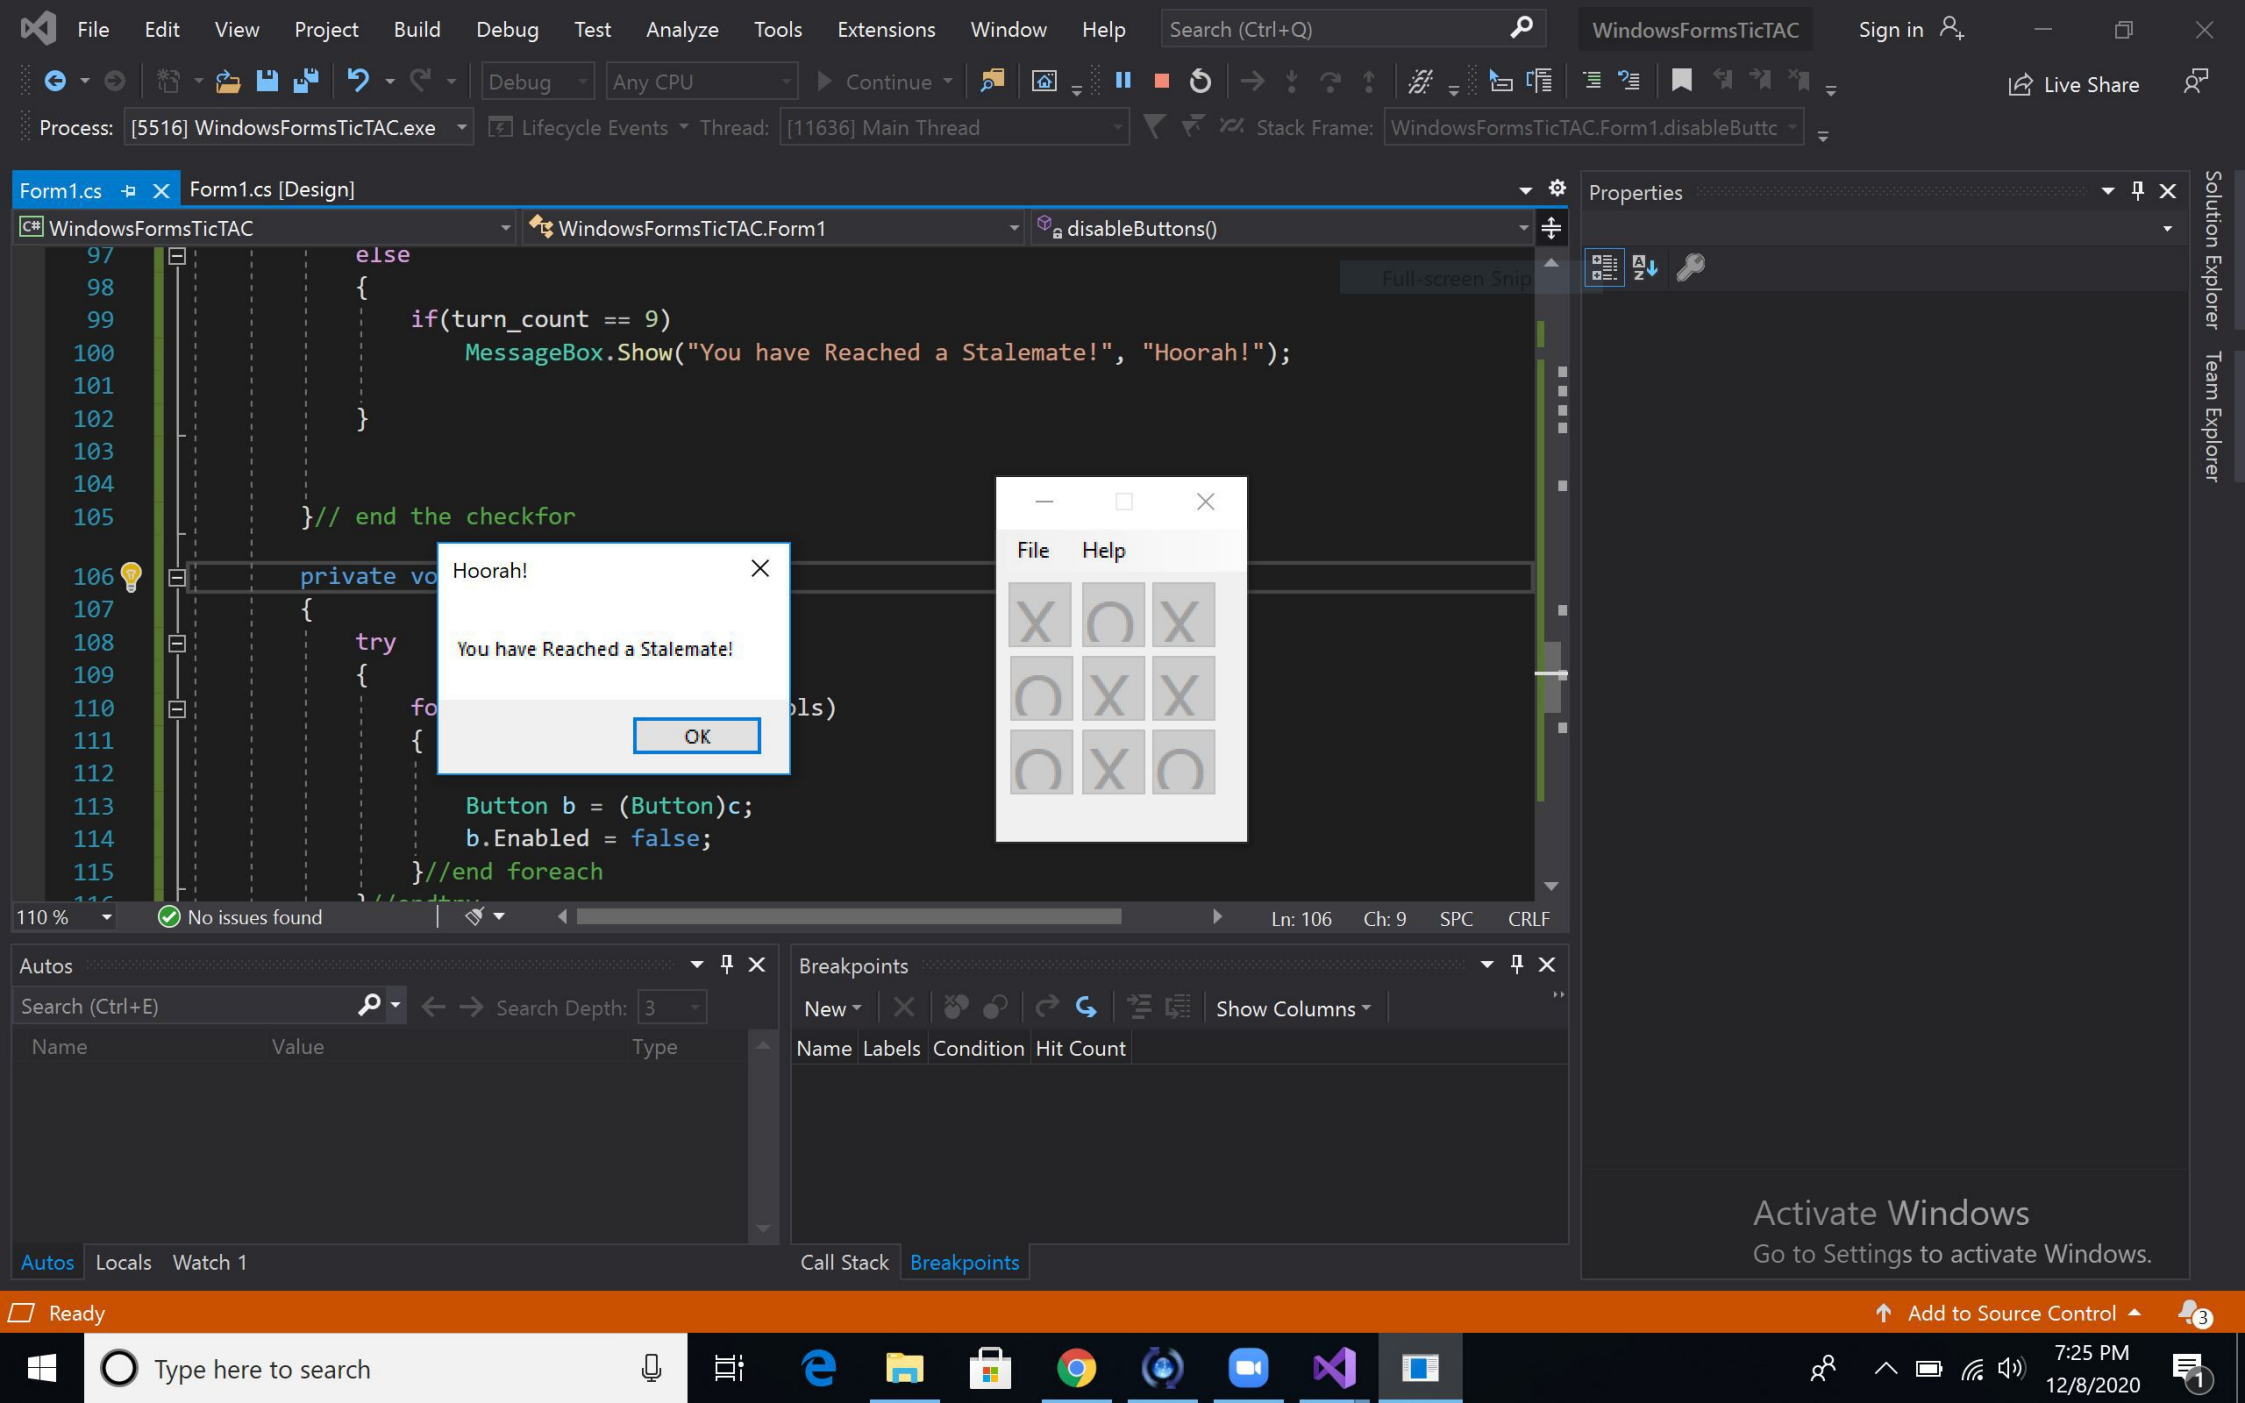 File Edit View Project Build Debug Test Analyze Tools Extensions Window Help Search (Ctrl+Q) WindowsFormsTicTAC Sign in
Debug Any CPU Continue Live Share
Process: [5516] WindowsFormsTicTAC.exe Lifecycle Events Thread: [11636] Main Thread Stack Frame: WindowsFormsTicTAC.Form1.disableButtc
Form1.cs Form1.cs [Design]
Properties
C# WindowsFormsTicTAC WindowsFormsTicTAC.Form1 disableButtons()
Solution Explorer
Team Explorer
Full-screen Snip
97 else
98 {
99 if(turn_count == 9)
100 MessageBox.Show("You have Reached a Stalemate!", "Hoorah!");
101
102 }
103
104
105 }// end the checkfor
106 private vo
107 {
108 try
109 {
110 fo ols)
111 {
112
113 Button b = (Button)c;
114 b.Enabled = false;
115 }//end foreach
116 }//endtry
Hoorah!
You have Reached a Stalemate!
OK
File Help
X O X
O X X
O X O
110 % No issues found Ln: 106 Ch: 9 SPC CRLF
Autos
Search (Ctrl+E) Search Depth: 3
Name Value Type
Autos Locals Watch 1
Breakpoints
New Show Columns
Name Labels Condition Hit Count
Call Stack Breakpoints
Activate Windows
Go to Settings to activate Windows.
Ready Add to Source Control 3
Type here to search
7:25 PM
12/8/2020
1